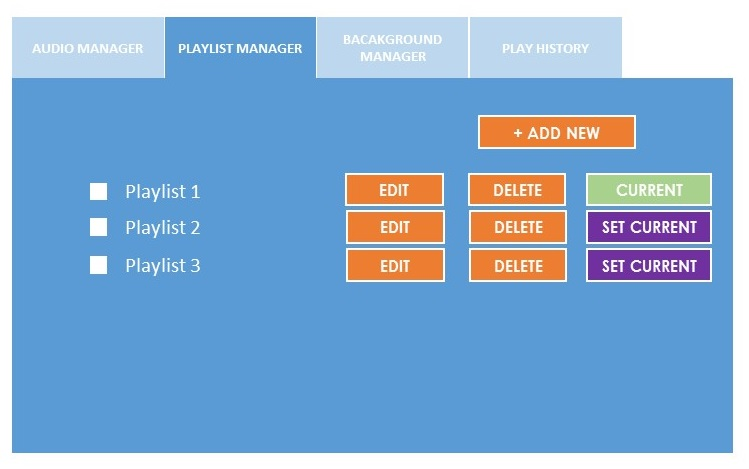 AUDIO MANAGER
PLAYLIST MANAGER
BACAKGROUND
MANAGER
PLAY HISTORY
+ ADD NEW
Playlist 1 EDIT DELETE CURRENT
Playlist 2 EDIT DELETE SET CURRENT
Playlist 3 EDIT DELETE SET CURRENT